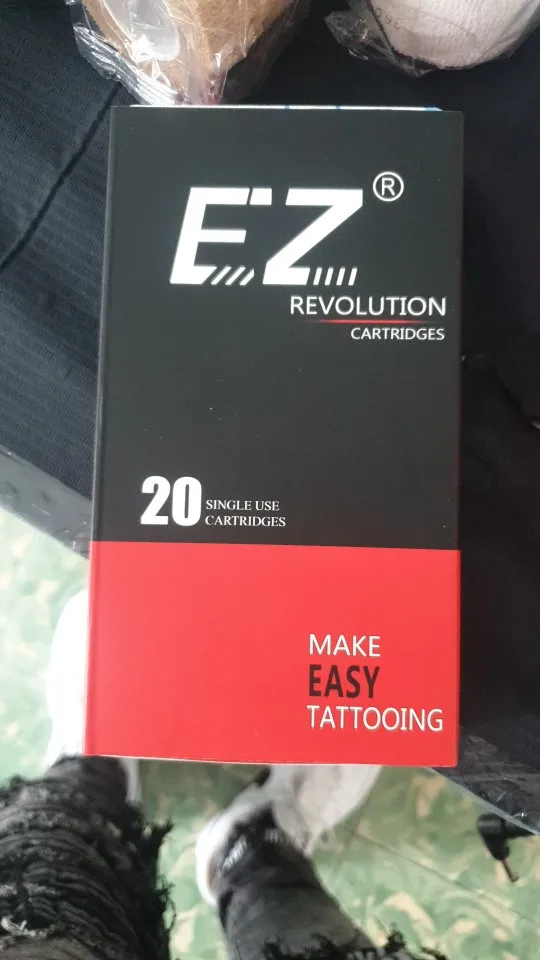 EZ®
REVOLUTION
CARTRIDGES
20 SINGLE USE
CARTRIDGES
MAKE
EASY
TATTOOING